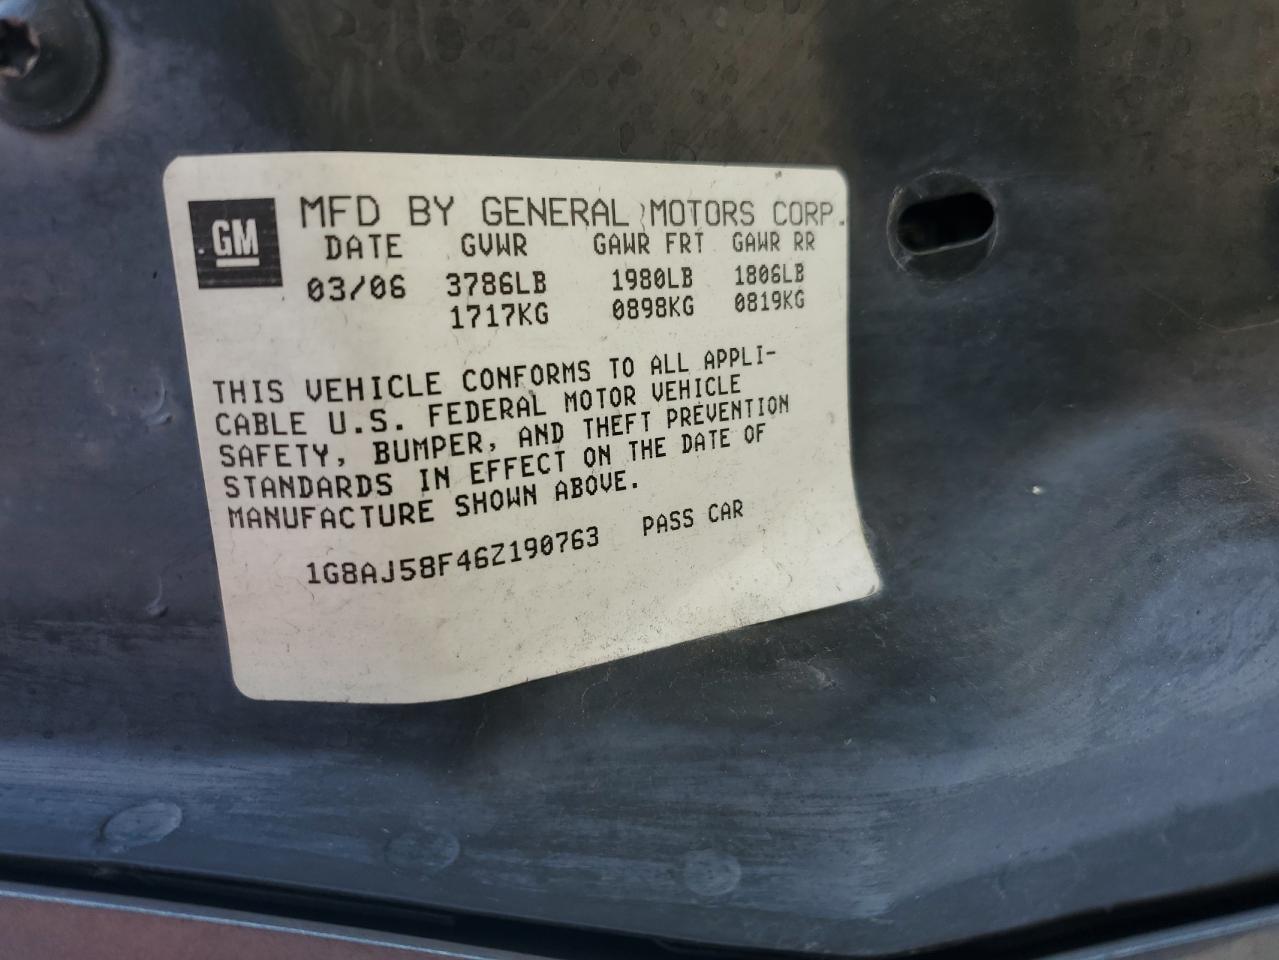 GM
MFD BY GENERAL MOTORS CORP.
DATE GVWR GAWR FRT GAWR RR
03/06 3786LB 1980LB 1806LB
1717KG 0898KG 0819KG
THIS VEHICLE CONFORMS TO ALL APPLI-
CABLE U.S. FEDERAL MOTOR VEHICLE
SAFETY, BUMPER, AND THEFT PREVENTION
STANDARDS IN EFFECT ON THE DATE OF
MANUFACTURE SHOWN ABOVE.
1G8AJ58F46Z190763 PASS CAR